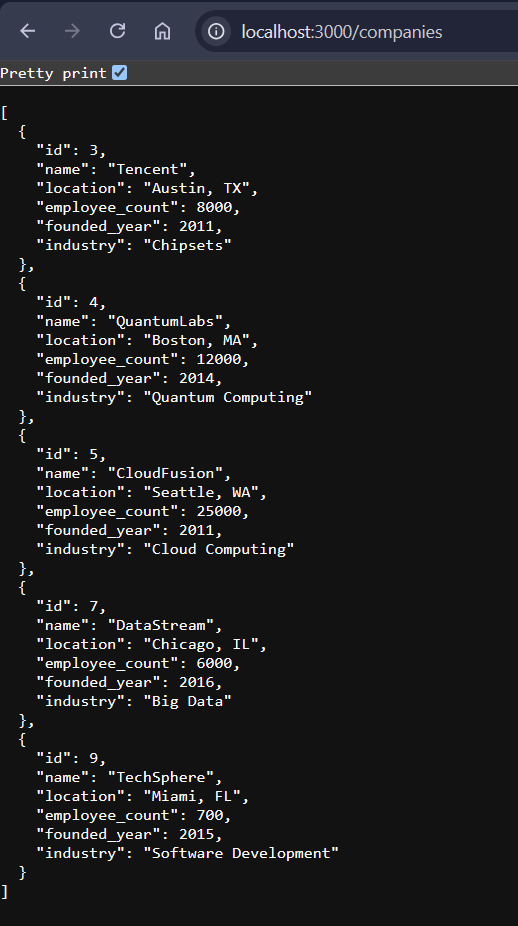 localhost:3000/companies
Pretty print
[
  {
    "id": 3,
    "name": "Tencent",
    "location": "Austin, TX",
    "employee_count": 8000,
    "founded_year": 2011,
    "industry": "Chipsets"
  },
  {
    "id": 4,
    "name": "QuantumLabs",
    "location": "Boston, MA",
    "employee_count": 12000,
    "founded_year": 2014,
    "industry": "Quantum Computing"
  },
  {
    "id": 5,
    "name": "CloudFusion",
    "location": "Seattle, WA",
    "employee_count": 25000,
    "founded_year": 2011,
    "industry": "Cloud Computing"
  },
  {
    "id": 7,
    "name": "DataStream",
    "location": "Chicago, IL",
    "employee_count": 6000,
    "founded_year": 2016,
    "industry": "Big Data"
  },
  {
    "id": 9,
    "name": "TechSphere",
    "location": "Miami, FL",
    "employee_count": 700,
    "founded_year": 2015,
    "industry": "Software Development"
  }
]